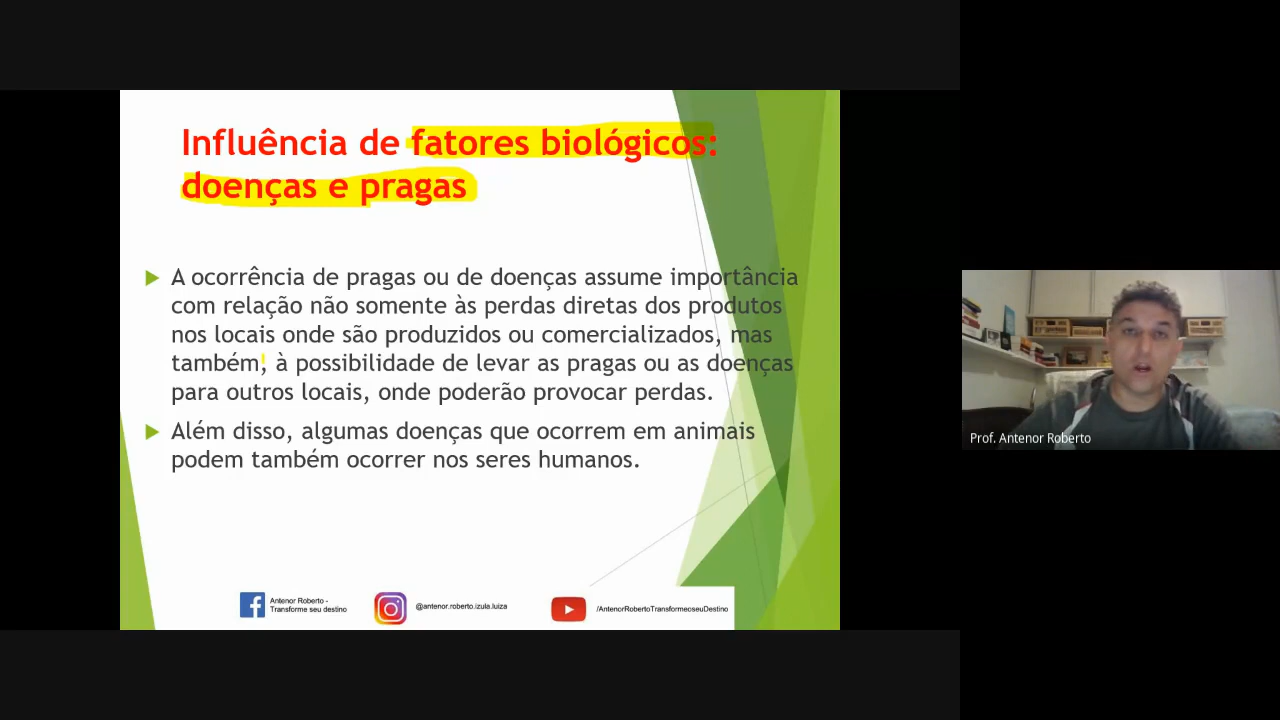 Influência de fatores biológicos:
doenças e pragas
A ocorrência de pragas ou de doenças assume importância
com relação não somente às perdas diretas dos produtos
nos locais onde são produzidos ou comercializados, mas
também, à possibilidade de levar as pragas ou as doenças
para outros locais, onde poderão provocar perdas.
Além disso, algumas doenças que ocorrem em animais
podem também ocorrer nos seres humanos.
Antenor Roberto -
Transforme seu destino
@antenor.roberto.izula.luiza
/AntenorRobertoTransformeoseuDestino
Prof. Antenor Roberto